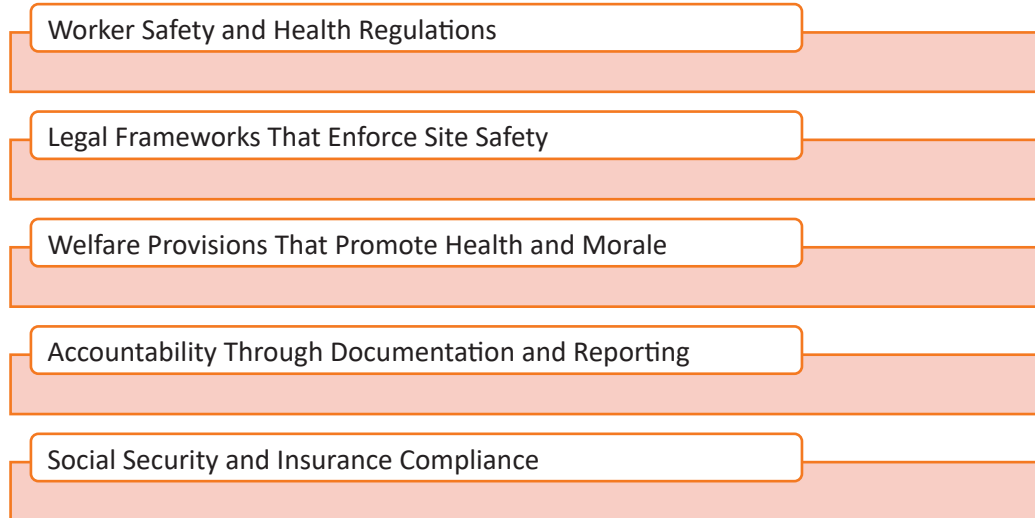 Worker Safety and Health Regulations
Legal Frameworks That Enforce Site Safety
Welfare Provisions That Promote Health and Morale
Accountability Through Documentation and Reporting
Social Security and Insurance Compliance